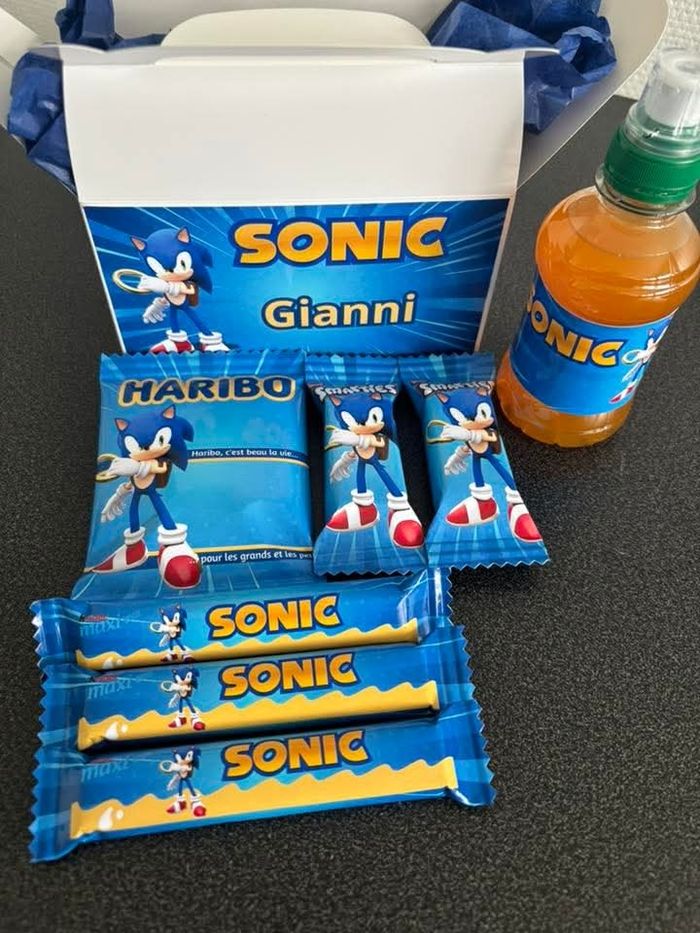 SONIC
Gianni
SONIC
HARIBO
Haribo, c'est beau la vie...
...pour les grands et les
SMARTIES
SMARTIES
maxi
SONIC
maxi
SONIC
maxi
SONIC